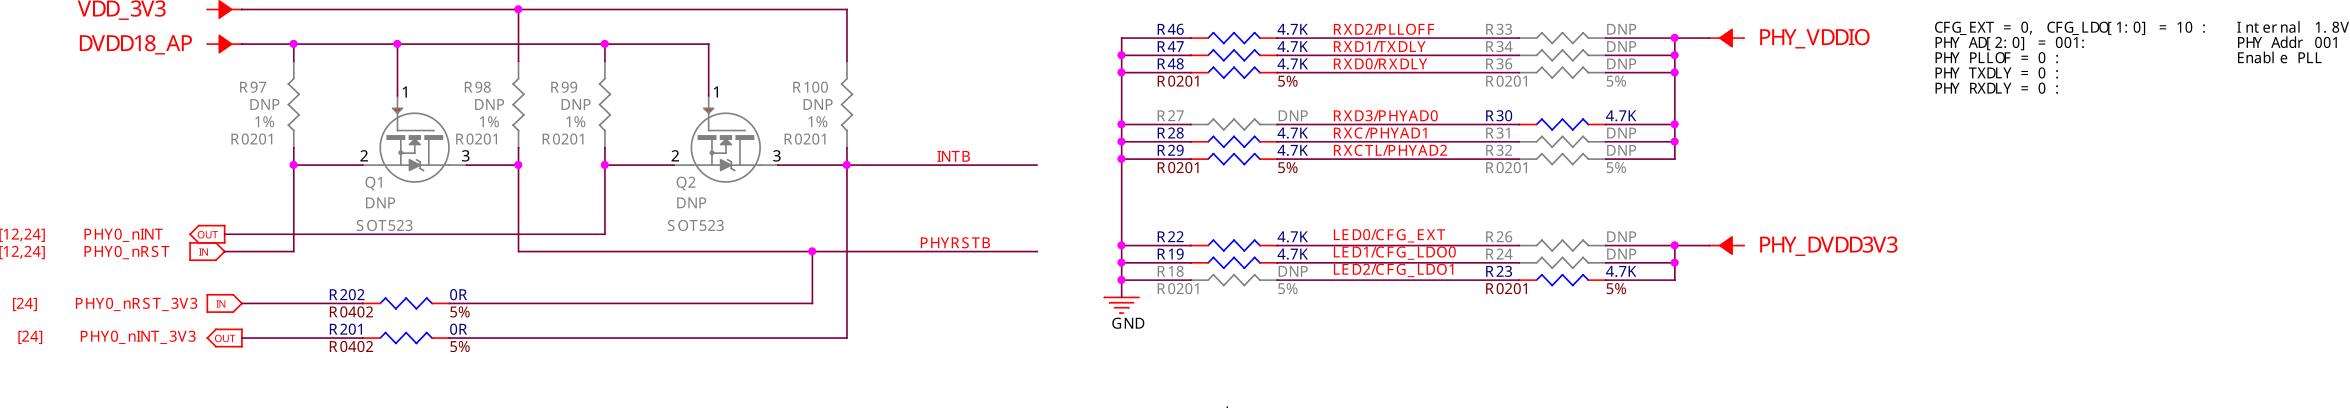 VDD_3V3
DVDD18_AP
R97
DNP
1%
R0201
1
2
3
Q1
DNP
SOT523
R98
DNP
1%
R0201
R99
DNP
1%
R0201
1
2
3
Q2
DNP
SOT523
R100
DNP
1%
R0201
INTB
PHYRSTB
[12,24] PHY0_nINT OUT
[12,24] PHY0_nRST IN
[24] PHY0_nRST_3V3 IN
R202 0R
R0402 5%
[24] PHY0_nINT_3V3 OUT
R201 0R
R0402 5%
R46 4.7K RXD2/PLLOFF R33 DNP
R47 4.7K RXD1/TXDLY R34 DNP
R48 4.7K RXD0/RXDLY R36 DNP
R0201 5% R0201 5%
PHY_VDDIO
R27 DNP RXD3/PHYAD0 R30 4.7K
R28 4.7K RXC/PHYAD1 R31 DNP
R29 4.7K RXCTL/PHYAD2 R32 DNP
R0201 5% R0201 5%
R22 4.7K LED0/CFG_EXT R26 DNP
R19 4.7K LED1/CFG_LDO0 R24 DNP
R18 DNP LED2/CFG_LDO1 R23 4.7K
R0201 5% R0201 5%
PHY_DVDD3V3
GND
CFG_EXT = 0, CFG_LDO[1:0] = 10 : Internal 1.8V
PHY AD[2:0] = 001: PHY Addr 001
PHY PLLOF = 0 : Enable PLL
PHY TXDLY = 0 :
PHY RXDLY = 0 :